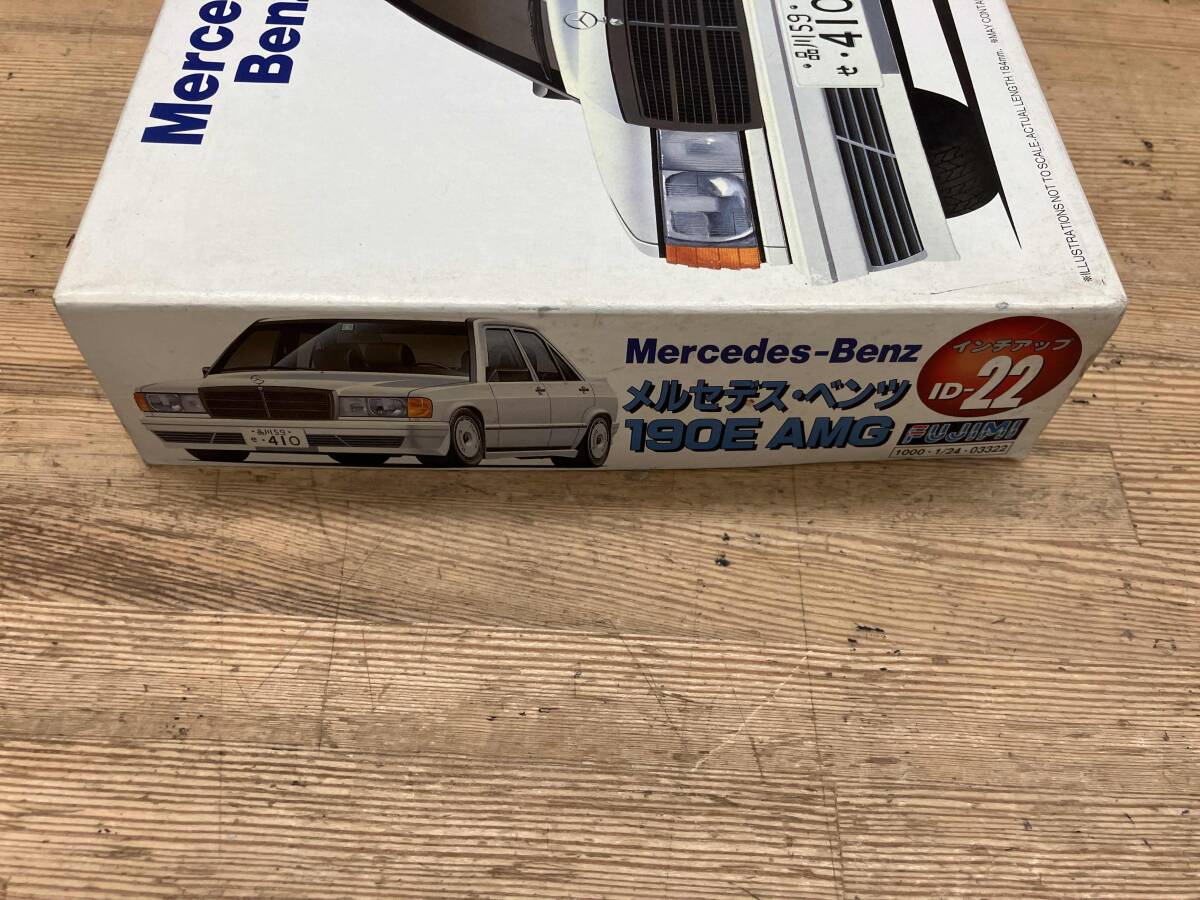 Merce
Benz
・品川59・
せ・410
※ILLUSTRATIONS NOT TO SCALE. ACTUAL LENGTH 184mm. ※MAY CONTA
Mercedes-Benz
メルセデス・ベンツ
190E AMG
インチアップ
ID-22
FUJIMI
1000・1/24・03322
・品川59・
せ・410